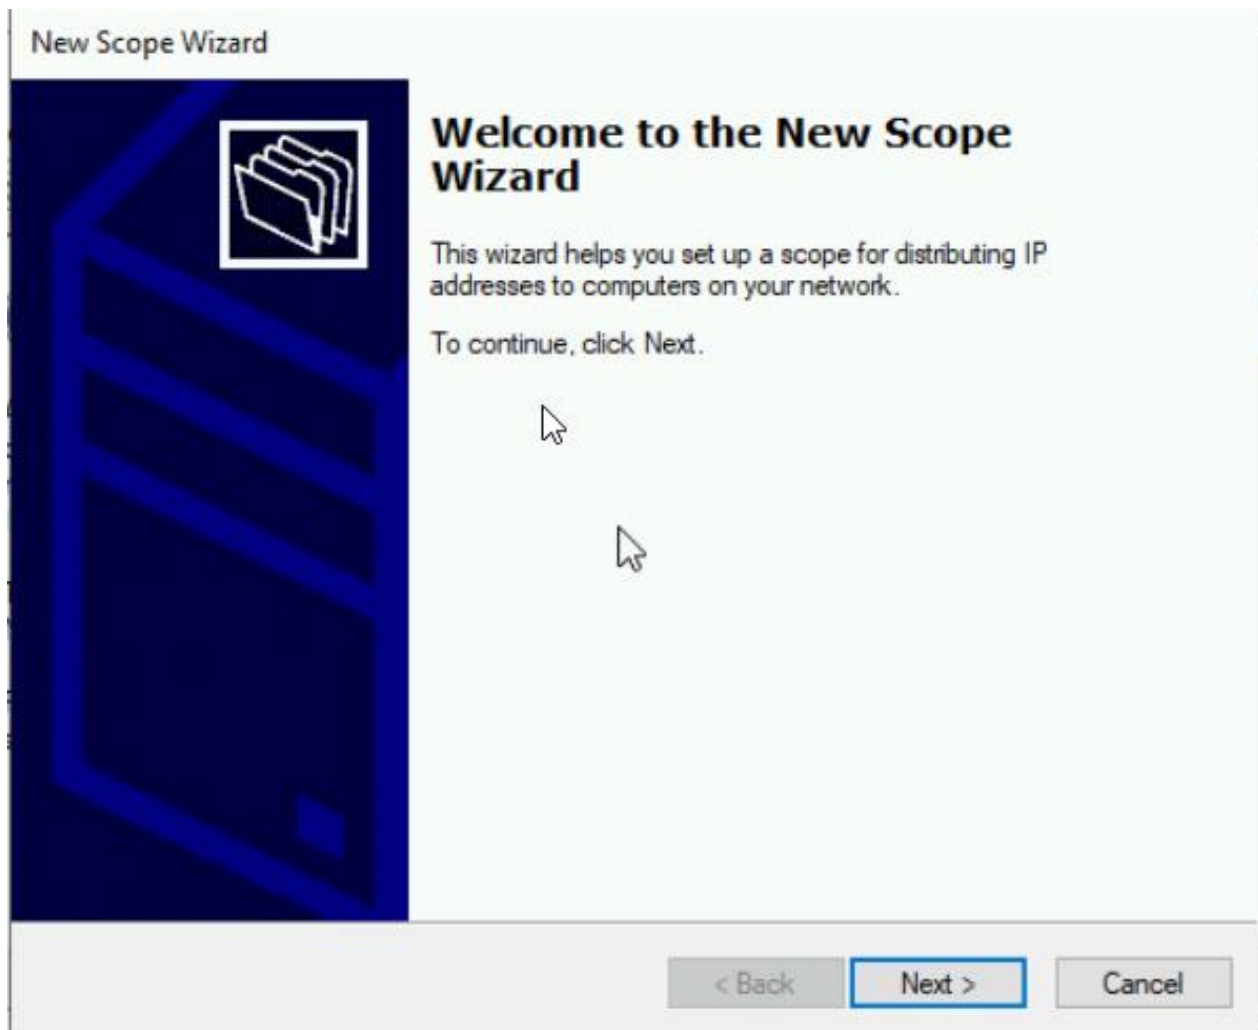 New Scope Wizard
Welcome to the New Scope
Wizard
This wizard helps you set up a scope for distributing IP
addresses to computers on your network.
To continue, click Next.
< Back
Next >
Cancel